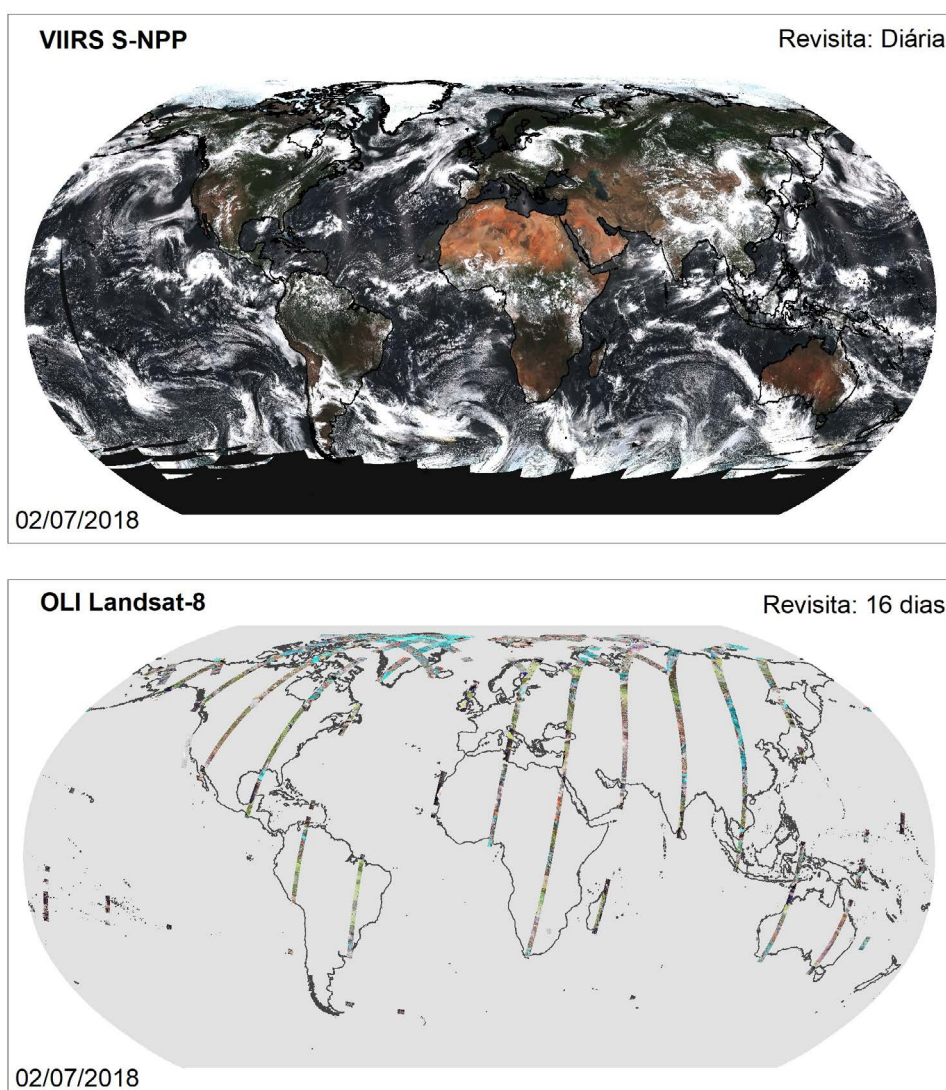 VIIRS S-NPP
Revisita: Diária
02/07/2018
OLI Landsat-8
Revisita: 16 dias
02/07/2018